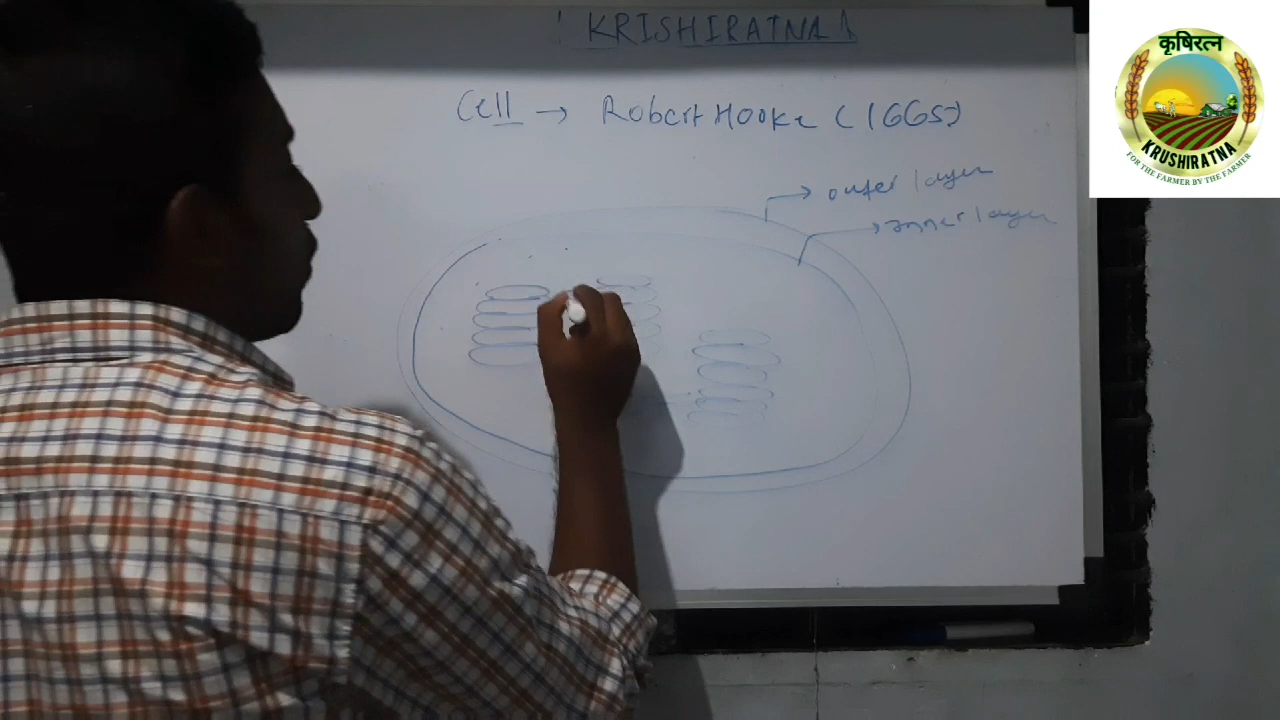 KRISHIRATNA
Cell → Robert Hooke (1665)
outer layer
inner layer
कृषिरत्न
KRUSHIRATNA
FOR THE FARMER BY THE FARMER